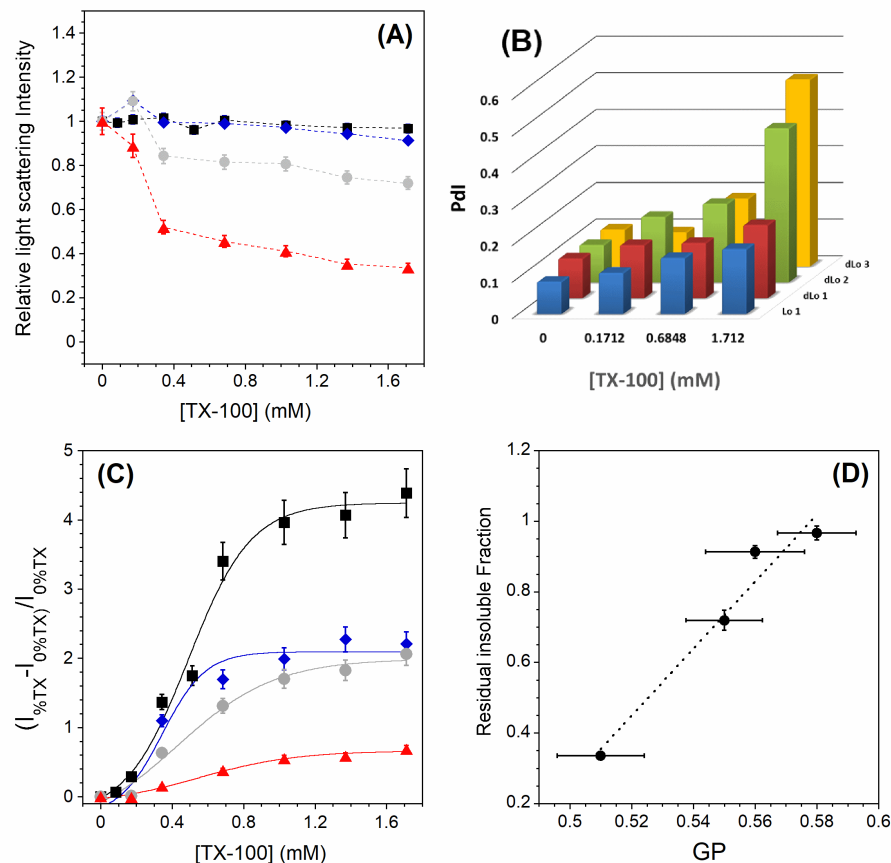 (A)
1.4
1.2
1
0.8
0.6
0.4
0.2
0
0
0.4
0.8
1.2
1.6
Relative light scattering Intensity
[TX-100] (mM)
(B)
0.6
0.5
0.4
0.3
0.2
0.1
0
PdI
0
0.1712
0.6848
1.712
dLo 3
dLo 2
dLo 1
Lo 1
[TX-100] (mM)
(C)
5
4
3
2
1
0
0
0.4
0.8
1.2
1.6
(I%TX-I0%TX)/I0%TX
[TX-100] (mM)
(D)
1.2
1
0.8
0.6
0.4
0.2
0.5
0.52
0.54
0.56
0.58
0.6
Residual insoluble Fraction
GP